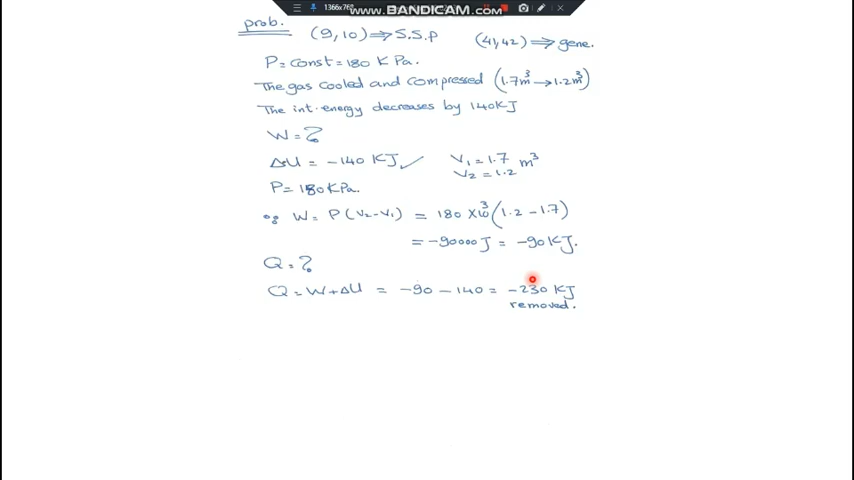 1366x768
www.BANDICAM.com
prob.
(9,10) ⇒ S.S.P
(41,42) ⇒ gene.
P = const = 180 K Pa.
The gas cooled and compressed (1.7m³ → 1.2m³)
The int. energy decreases by 140KJ
W = ?
ΔU = -140 KJ ✓ V₁ = 1.7 m³
V₂ = 1.2
P = 180 KPa.
∵ W = P(V₂-V₁) = 180 x10³ (1.2 - 1.7)
= -90000 J = -90 KJ.
Q = ?
Q = W + ΔU = -90 - 140 = -230 KJ
removed.